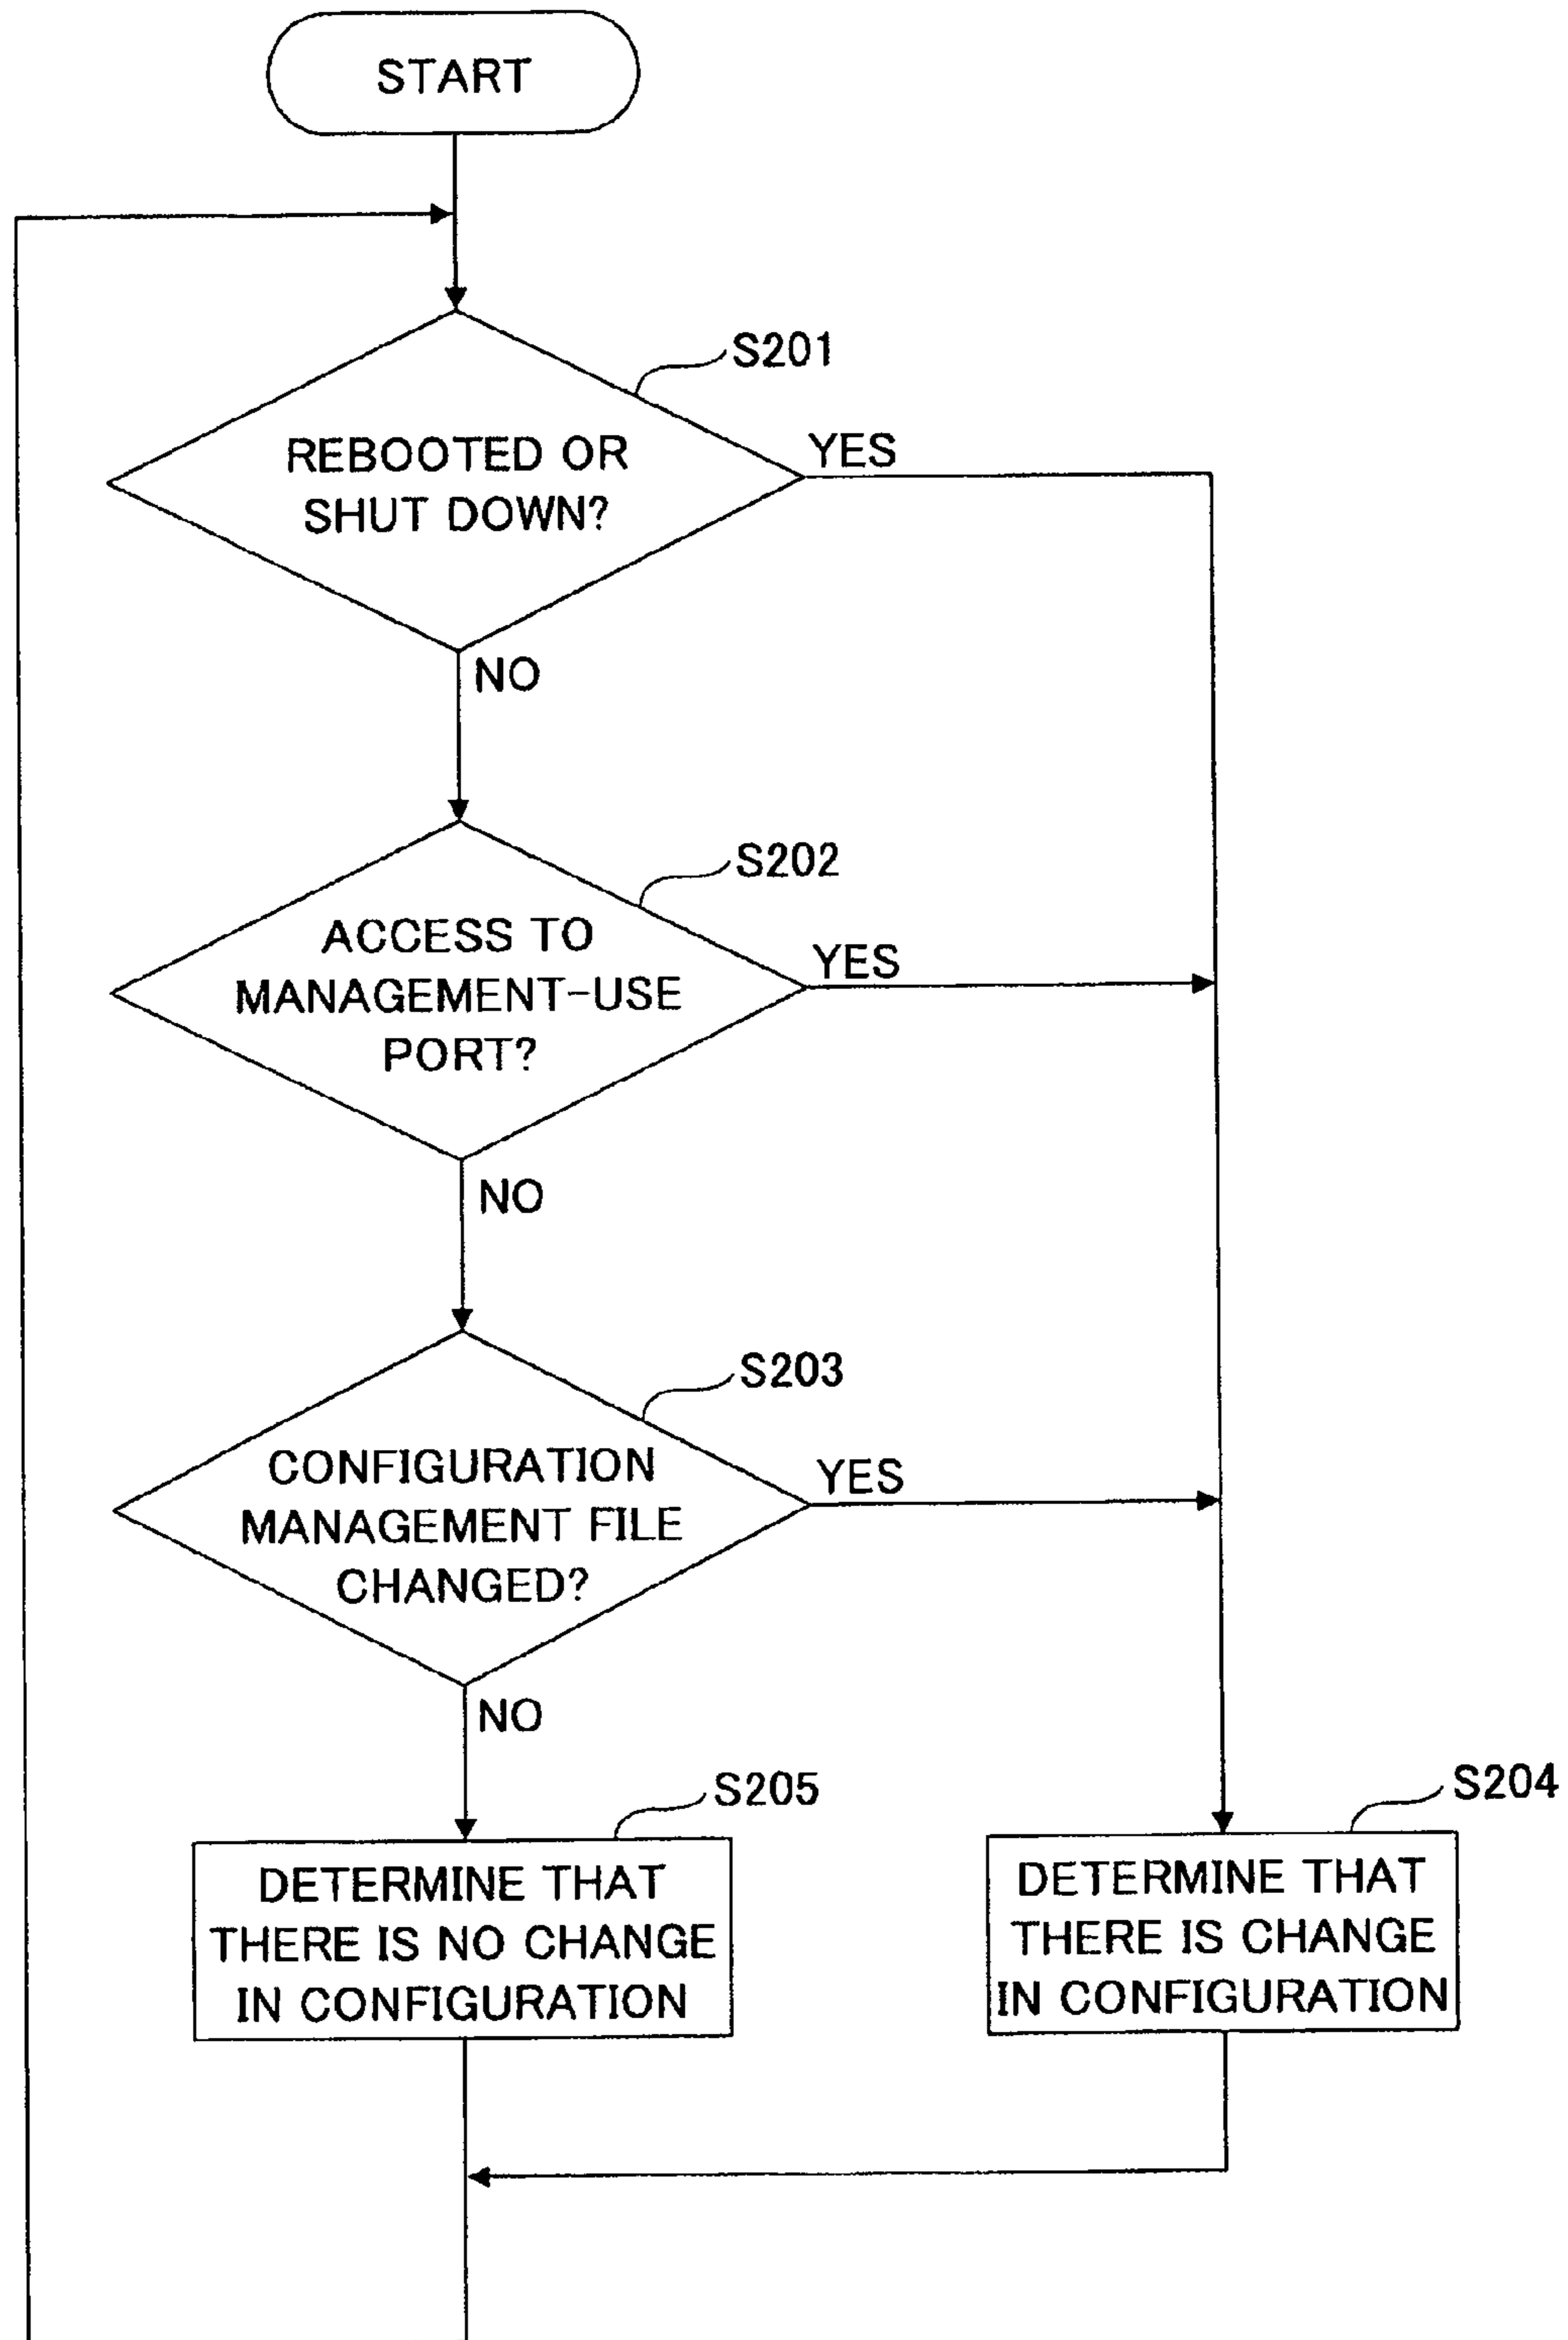 START
S201
REBOOTED OR
SHUT DOWN?
YES
NO
S202
ACCESS TO
MANAGEMENT-USE
PORT?
YES
NO
S203
CONFIGURATION
MANAGEMENT FILE
CHANGED?
YES
NO
S205
DETERMINE THAT
THERE IS NO CHANGE
IN CONFIGURATION
S204
DETERMINE THAT
THERE IS CHANGE
IN CONFIGURATION